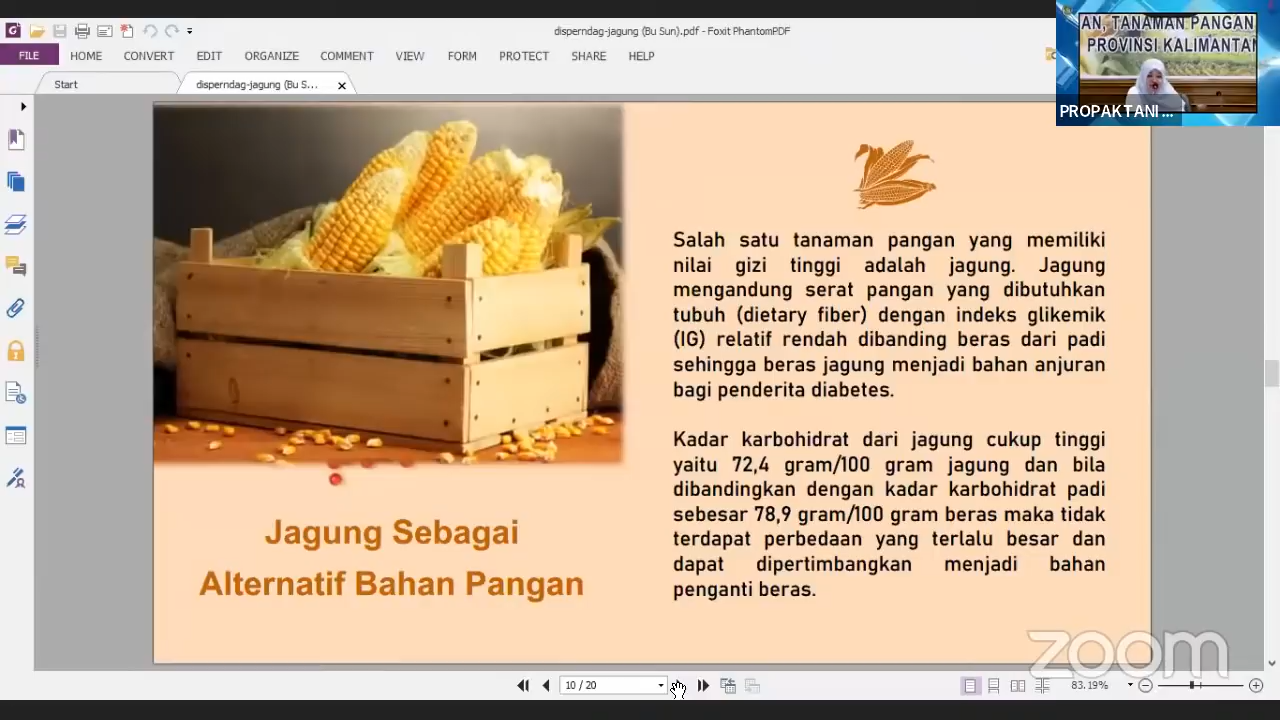 disperndag-jagung (Bu Sun).pdf - Foxit PhantomPDF
FILE HOME CONVERT EDIT ORGANIZE COMMENT VIEW FORM PROTECT SHARE HELP
Start
disperndag-jagung (Bu S...
AN, TANAMAN PANGAN
PROVINSI KALIMANTAN
PROPAKTANI ...
Salah satu tanaman pangan yang memiliki
nilai gizi tinggi adalah jagung. Jagung
mengandung serat pangan yang dibutuhkan
tubuh (dietary fiber) dengan indeks glikemik
(IG) relatif rendah dibanding beras dari padi
sehingga beras jagung menjadi bahan anjuran
bagi penderita diabetes.
Kadar karbohidrat dari jagung cukup tinggi
yaitu 72,4 gram/100 gram jagung dan bila
dibandingkan dengan kadar karbohidrat padi
sebesar 78,9 gram/100 gram beras maka tidak
terdapat perbedaan yang terlalu besar dan
dapat dipertimbangkan menjadi bahan
penganti beras.
Jagung Sebagai
Alternatif Bahan Pangan
zoom
10 / 20
83.19%